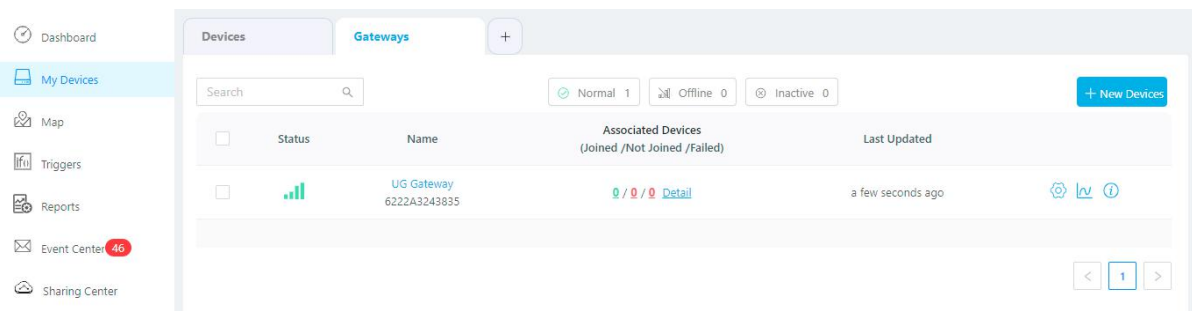 Dashboard
My Devices
Map
Triggers
Reports
Event Center 46
Sharing Center
Devices
Gateways
+
Search
Normal 1
Offline 0
Inactive 0
+ New Devices
Status
Name
Associated Devices
(Joined /Not Joined /Failed)
Last Updated
UG Gateway
6222A3243835
0 / 0 / 0 Detail
a few seconds ago
< 1 >